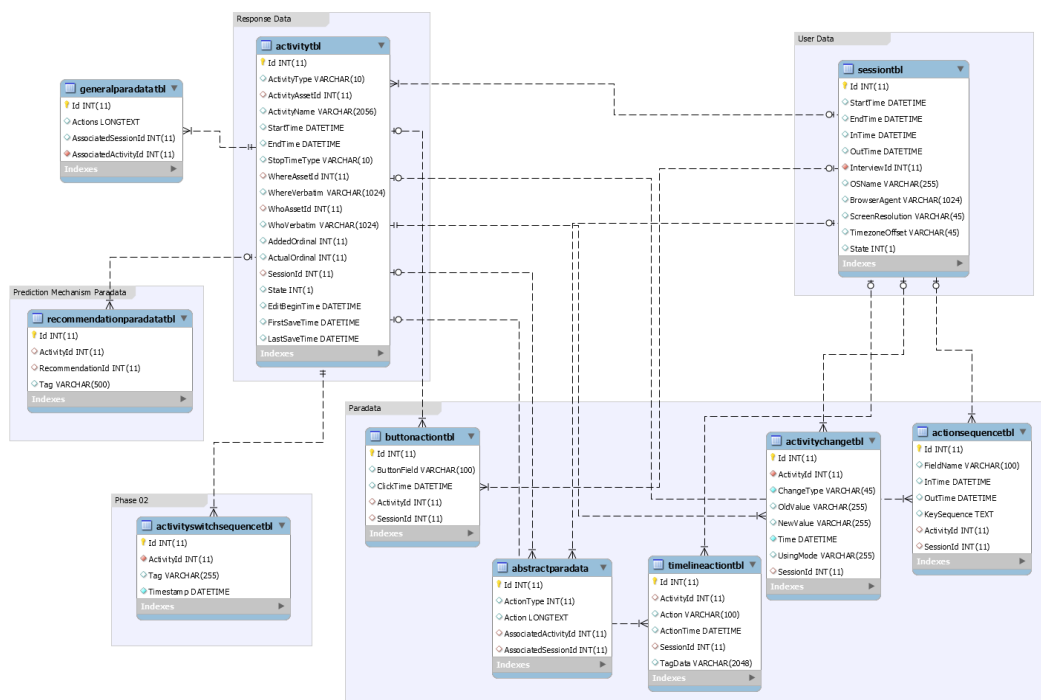 Response Data
activitytbl
Id INT(11)
ActivityType VARCHAR(10)
ActivityAssetId INT(11)
ActivityName VARCHAR(2056)
StartTime DATETIME
EndTime DATETIME
StopTimeType VARCHAR(10)
WhereAssetId INT(11)
WhereVerbatim VARCHAR(1024)
WhoAssetId INT(11)
WhoVerbatim VARCHAR(1024)
AddedOrdinal INT(11)
ActualOrdinal INT(11)
SessionId INT(11)
State INT(1)
EditBeginTime DATETIME
FirstSaveTime DATETIME
LastSaveTime DATETIME
Indexes
User Data
sessiontbl
Id INT(11)
StartTime DATETIME
EndTime DATETIME
InTime DATETIME
OutTime DATETIME
InterviewId INT(11)
OSName VARCHAR(255)
BrowserAgent VARCHAR(1024)
ScreenResolution VARCHAR(45)
TimezoneOffset VARCHAR(45)
State INT(1)
Indexes
generalparadatatbl
Id INT(11)
Actions LONGTEXT
AssociatedSessionId INT(11)
AssociatedActivityId INT(11)
Indexes
Prediction Mechanism Paradata
recommendationparadatatbl
Id INT(11)
ActivityId INT(11)
RecommendationId INT(11)
Tag VARCHAR(500)
Indexes
Phase 02
activityswitchsequencetbl
Id INT(11)
ActivityId INT(11)
Tag VARCHAR(255)
Timestamp DATETIME
Indexes
Paradata
buttonactiontbl
Id INT(11)
ButtonField VARCHAR(100)
ClickTime DATETIME
ActivityId INT(11)
SessionId INT(11)
Indexes
abstractparadata
Id INT(11)
ActionType INT(11)
Action LONGTEXT
AssociatedActivityId INT(11)
AssociatedSessionId INT(11)
Indexes
timelineactiontbl
Id INT(11)
ActivityId INT(11)
Action VARCHAR(100)
ActionTime DATETIME
SessionId INT(11)
TagData VARCHAR(2048)
Indexes
activitychangetbl
Id INT(11)
ActivityId INT(11)
ChangeType VARCHAR(45)
OldValue VARCHAR(255)
NewValue VARCHAR(255)
Time DATETIME
UsingMode VARCHAR(255)
SessionId INT(11)
Indexes
actionsequencetbl
Id INT(11)
FieldName VARCHAR(100)
InTime DATETIME
OutTime DATETIME
KeySequence TEXT
ActivityId INT(11)
SessionId INT(11)
Indexes